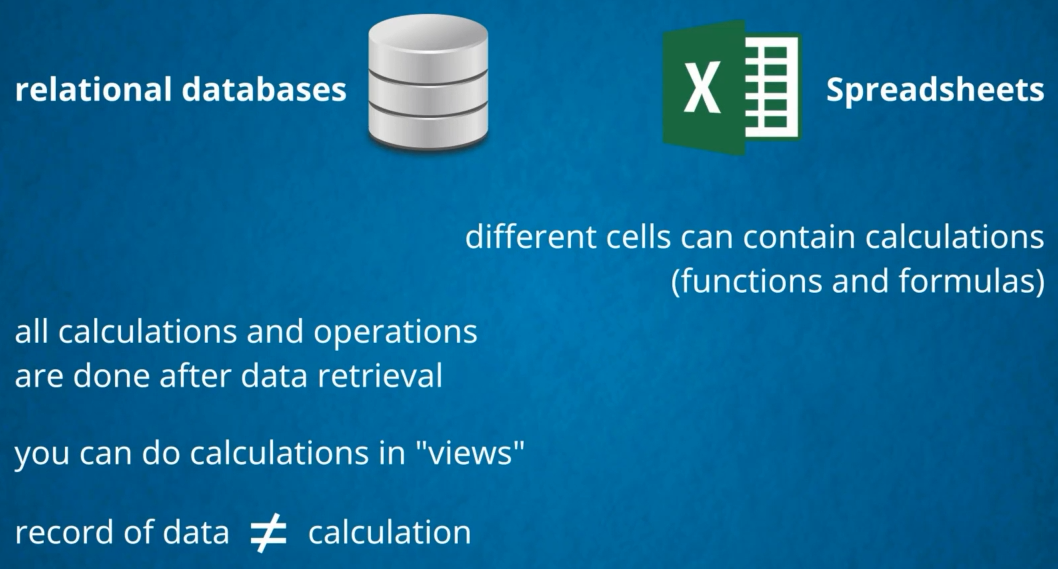 relational databases
X
Spreadsheets
different cells can contain calculations
(functions and formulas)
all calculations and operations
are done after data retrieval
you can do calculations in "views"
record of data ≠ calculation